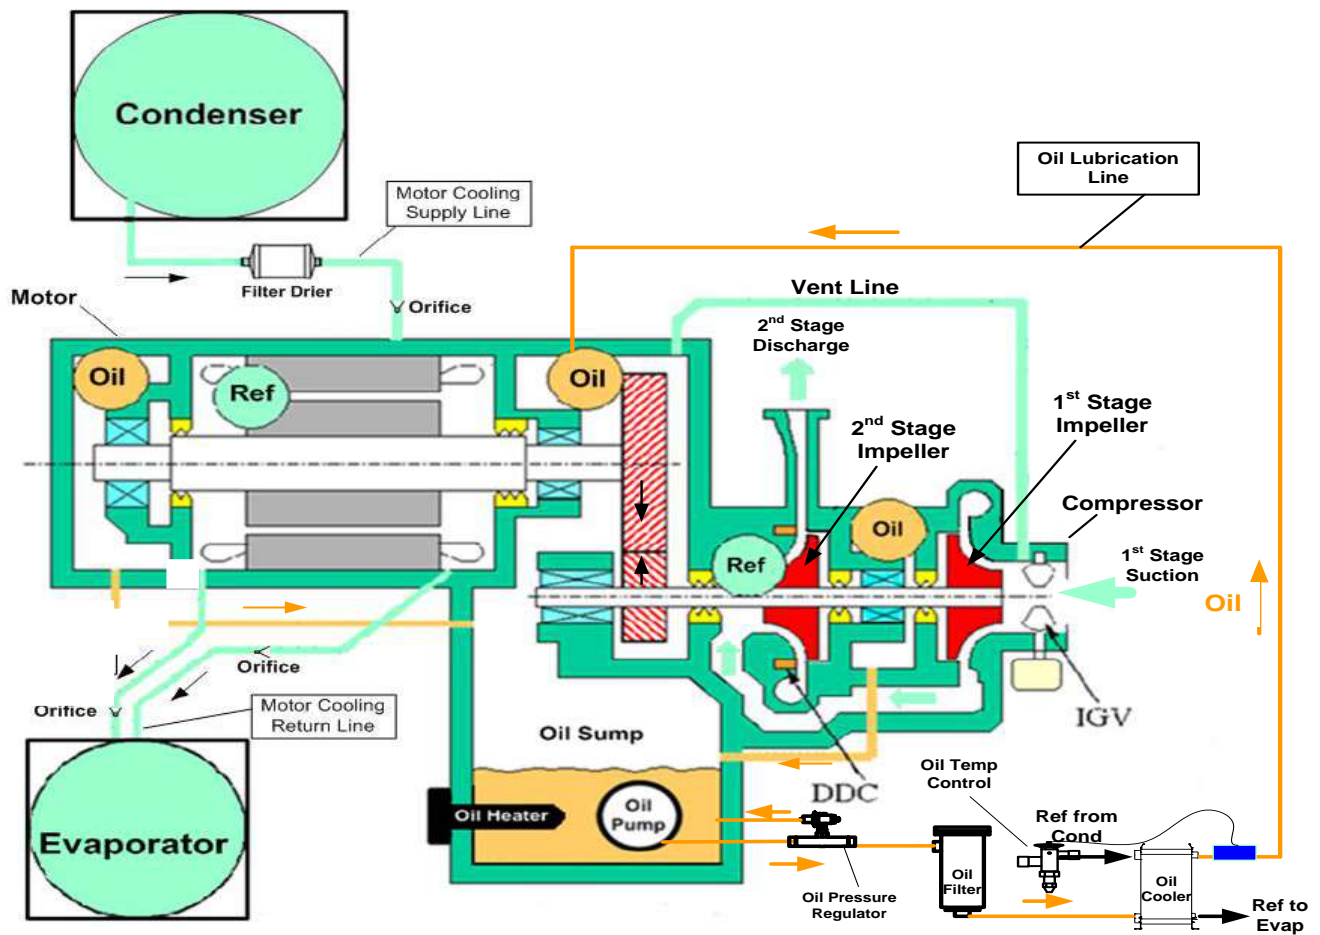 Condenser
Motor Cooling
Supply Line
Oil Lubrication
Line
Filter Drier
Motor
Orifice
Vent Line
2nd Stage
Discharge
Oil
Ref
Oil
1st Stage
Impeller
2nd Stage
Impeller
Compressor
Oil
Ref
1st Stage
Suction
Oil
Orifice
Orifice
Motor Cooling
Return Line
IGV
Oil Sump
DDC
Oil Temp
Control
Oil Heater
Oil
Pump
Ref from
Cond
Evaporator
Oil
Filter
Oil
Cooler
Oil Pressure
Regulator
Ref to
Evap